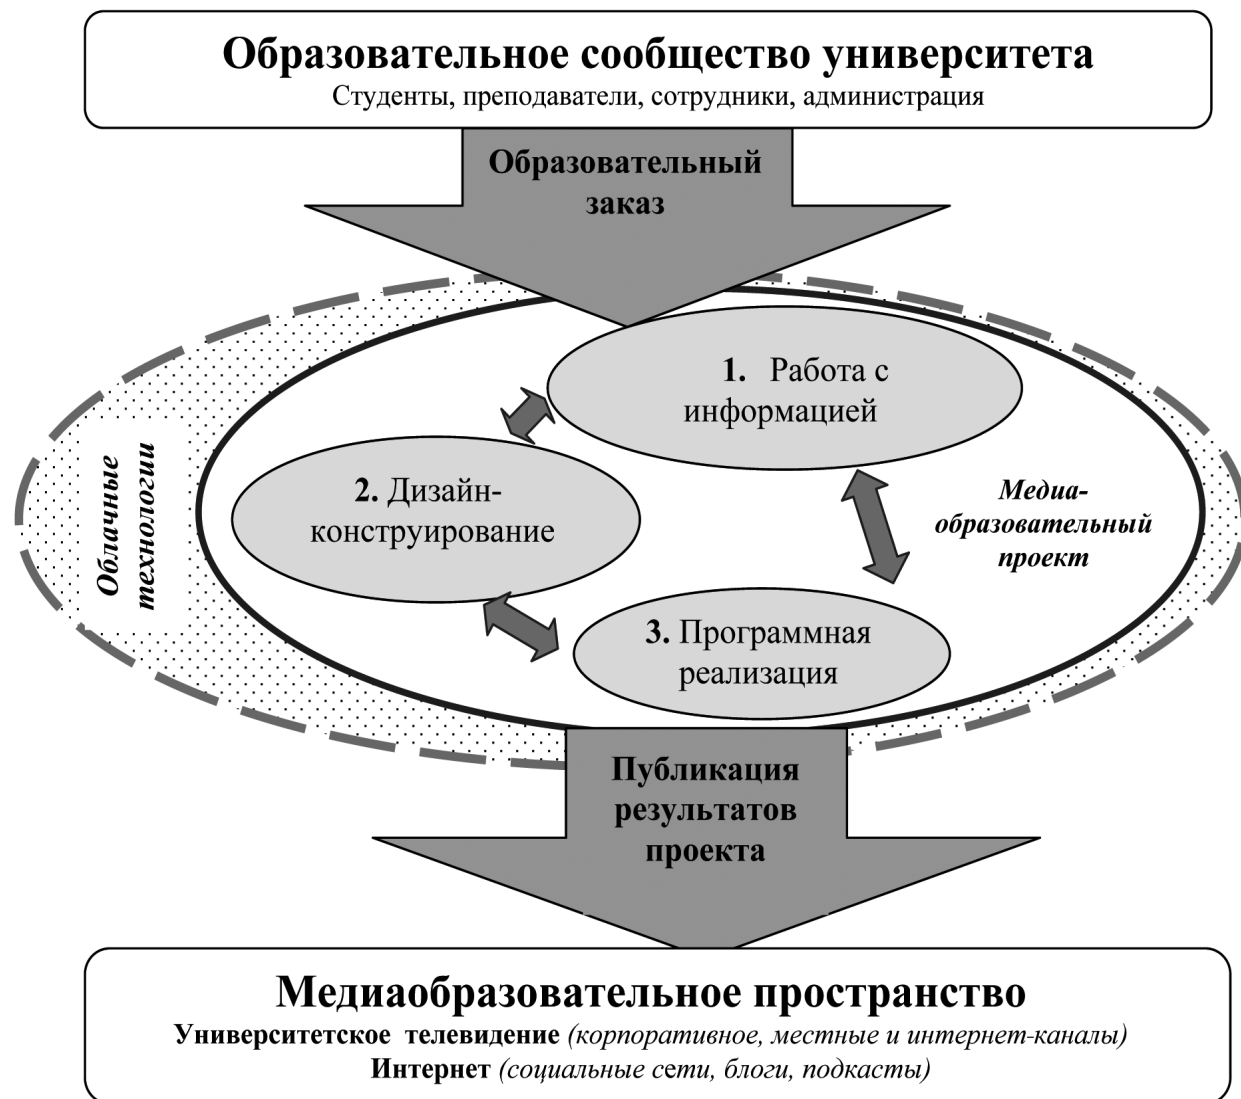 Образовательное сообщество университета
Студенты, преподаватели, сотрудники, администрация
Образовательный
заказ
1. Работа с
информацией
2. Дизайн-
конструирование
Облачные
технологии
Медиа-
образовательный
проект
3. Программная
реализация
Публикация
результатов
проекта
Медиаобразовательное пространство
Университетское телевидение (корпоративное, местные и интернет-каналы)
Интернет (социальные сети, блоги, подкасты)